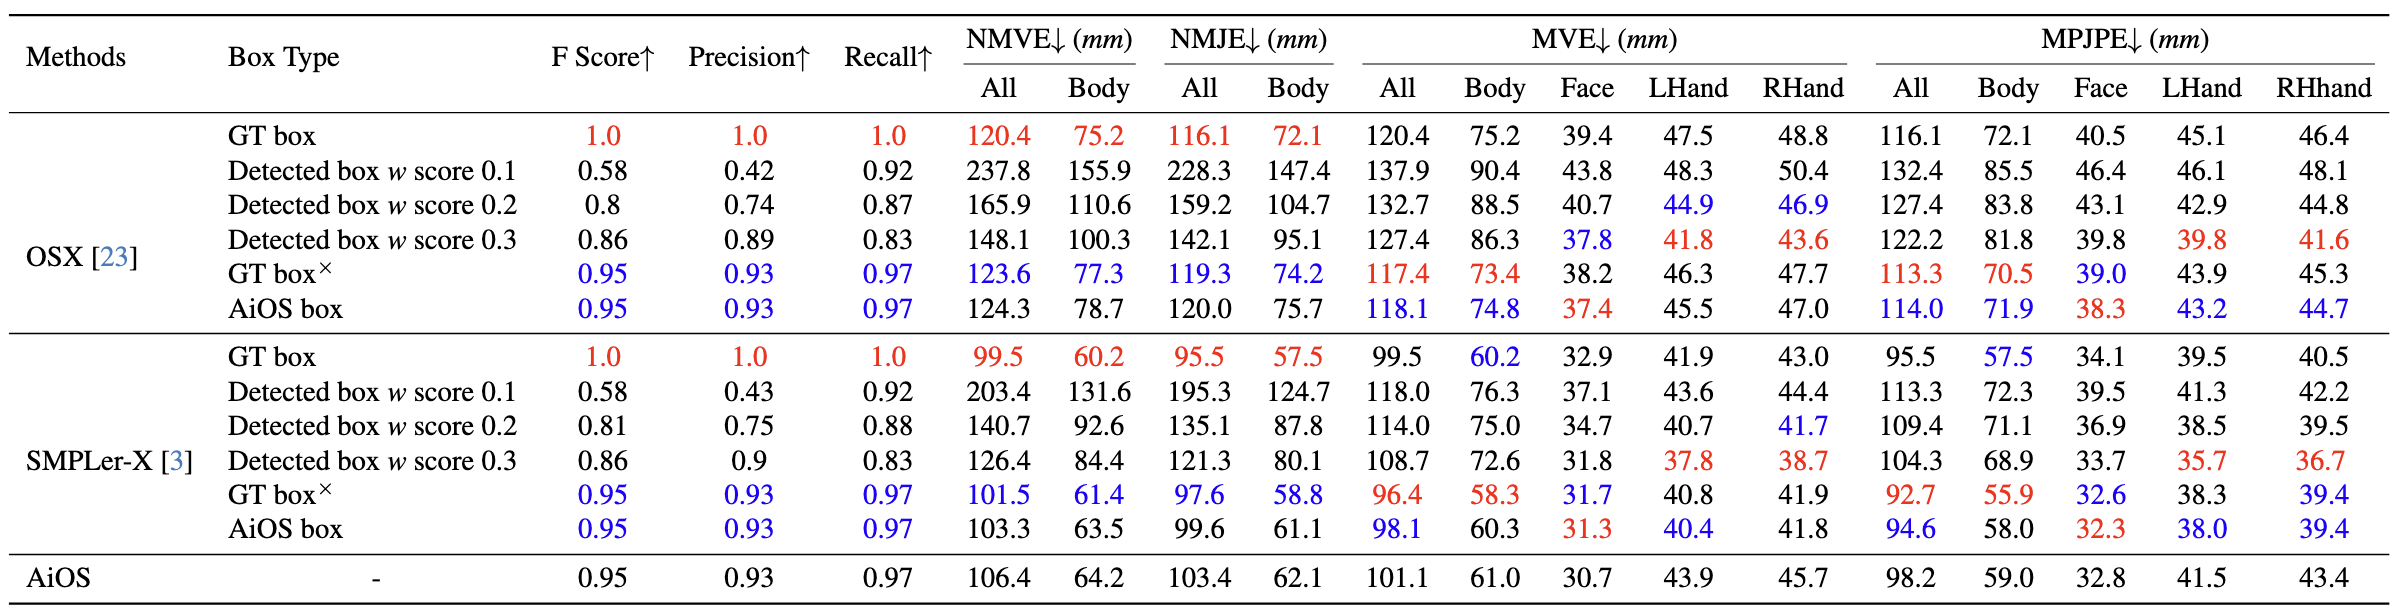 Methods Box Type F Score↑ Precision↑ Recall↑ NMVE↓ (mm) NMJE↓ (mm) MVE↓ (mm) MPJPE↓ (mm)
All Body All Body All Body Face LHand RHand All Body Face LHand RHhand
GT box 1.0 1.0 1.0 120.4 75.2 116.1 72.1 120.4 75.2 39.4 47.5 48.8 116.1 72.1 40.5 45.1 46.4
Detected box w score 0.1 0.58 0.42 0.92 237.8 155.9 228.3 147.4 137.9 90.4 43.8 48.3 50.4 132.4 85.5 46.4 46.1 48.1
Detected box w score 0.2 0.8 0.74 0.87 165.9 110.6 159.2 104.7 132.7 88.5 40.7 44.9 46.9 127.4 83.8 43.1 42.9 44.8
OSX [23] Detected box w score 0.3 0.86 0.89 0.83 148.1 100.3 142.1 95.1 127.4 86.3 37.8 41.8 43.6 122.2 81.8 39.8 39.8 41.6
GT box× 0.95 0.93 0.97 123.6 77.3 119.3 74.2 117.4 73.4 38.2 46.3 47.7 113.3 70.5 39.0 43.9 45.3
AiOS box 0.95 0.93 0.97 124.3 78.7 120.0 75.7 118.1 74.8 37.4 45.5 47.0 114.0 71.9 38.3 43.2 44.7
GT box 1.0 1.0 1.0 99.5 60.2 95.5 57.5 99.5 60.2 32.9 41.9 43.0 95.5 57.5 34.1 39.5 40.5
Detected box w score 0.1 0.58 0.43 0.92 203.4 131.6 195.3 124.7 118.0 76.3 37.1 43.6 44.4 113.3 72.3 39.5 41.3 42.2
Detected box w score 0.2 0.81 0.75 0.88 140.7 92.6 135.1 87.8 114.0 75.0 34.7 40.7 41.7 109.4 71.1 36.9 38.5 39.5
SMPLer-X [3] Detected box w score 0.3 0.86 0.9 0.83 126.4 84.4 121.3 80.1 108.7 72.6 31.8 37.8 38.7 104.3 68.9 33.7 35.7 36.7
GT box× 0.95 0.93 0.97 101.5 61.4 97.6 58.8 96.4 58.3 31.7 40.8 41.9 92.7 55.9 32.6 38.3 39.4
AiOS box 0.95 0.93 0.97 103.3 63.5 99.6 61.1 98.1 60.3 31.3 40.4 41.8 94.6 58.0 32.3 38.0 39.4
AiOS - 0.95 0.93 0.97 106.4 64.2 103.4 62.1 101.1 61.0 30.7 43.9 45.7 98.2 59.0 32.8 41.5 43.4